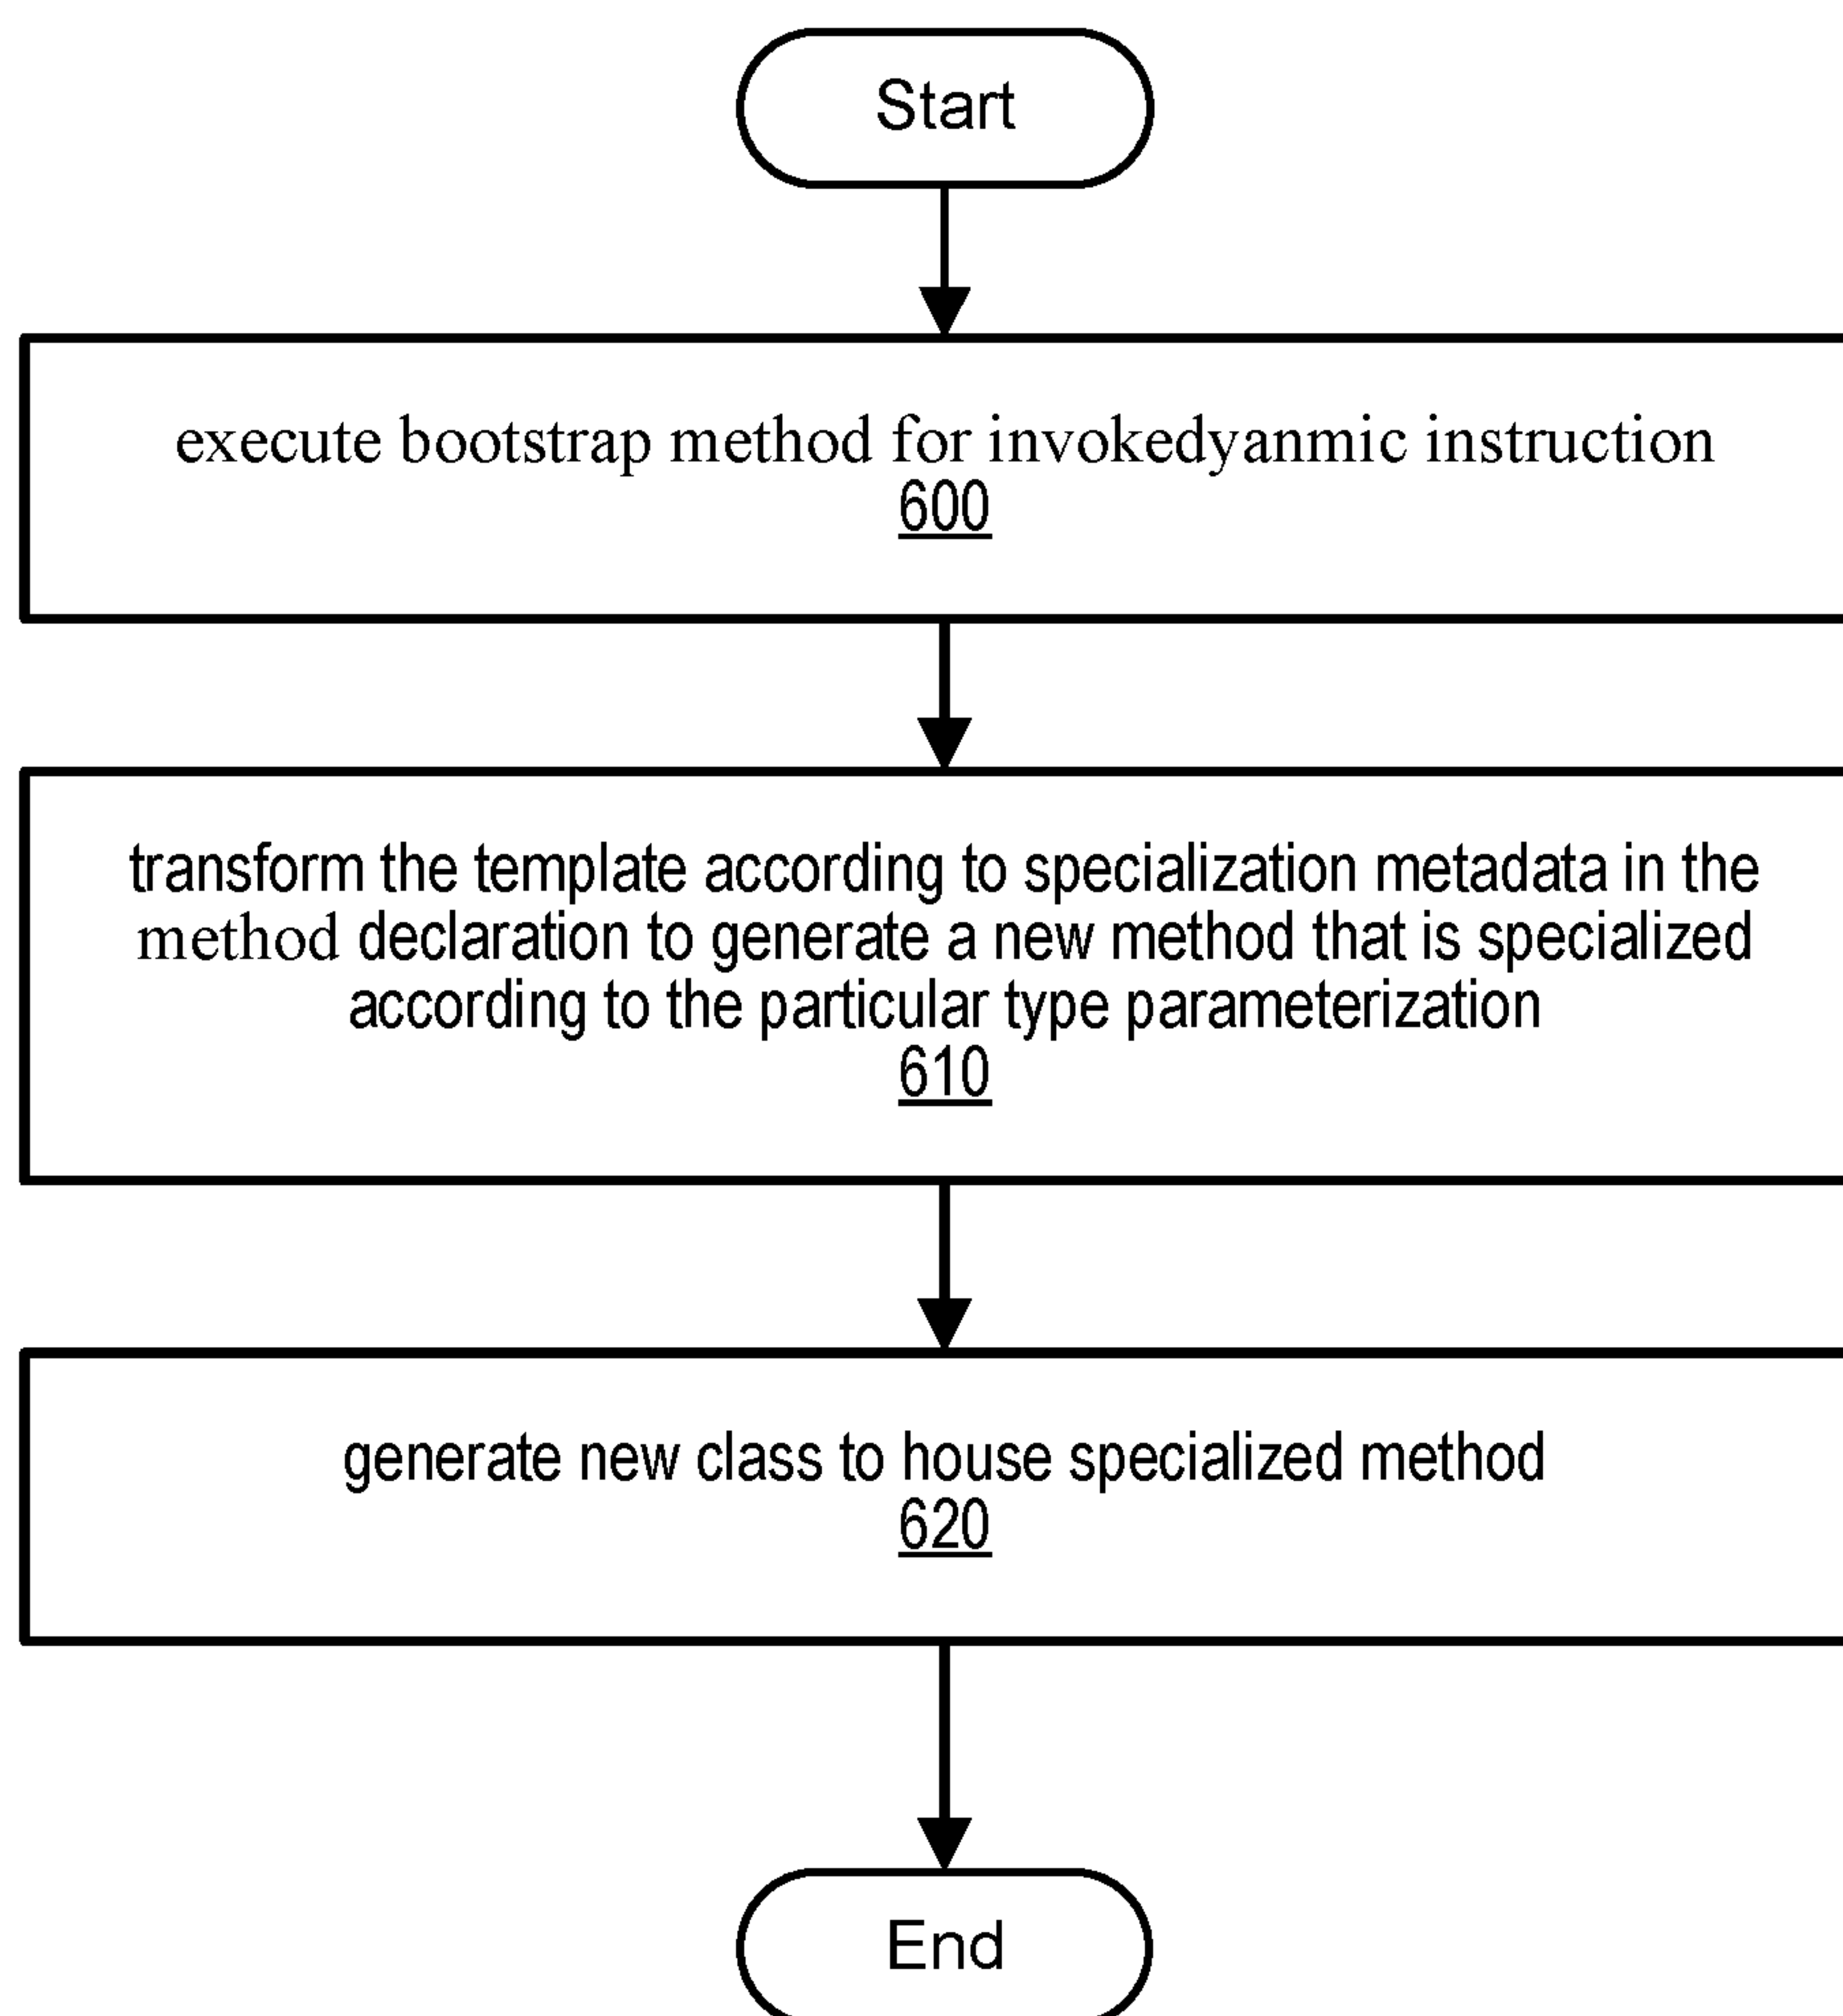 Start
execute bootstrap method for invokedyanmic instruction
600
transform the template according to specialization metadata in the
method declaration to generate a new method that is specialized
according to the particular type parameterization
610
generate new class to house specialized method
620
End